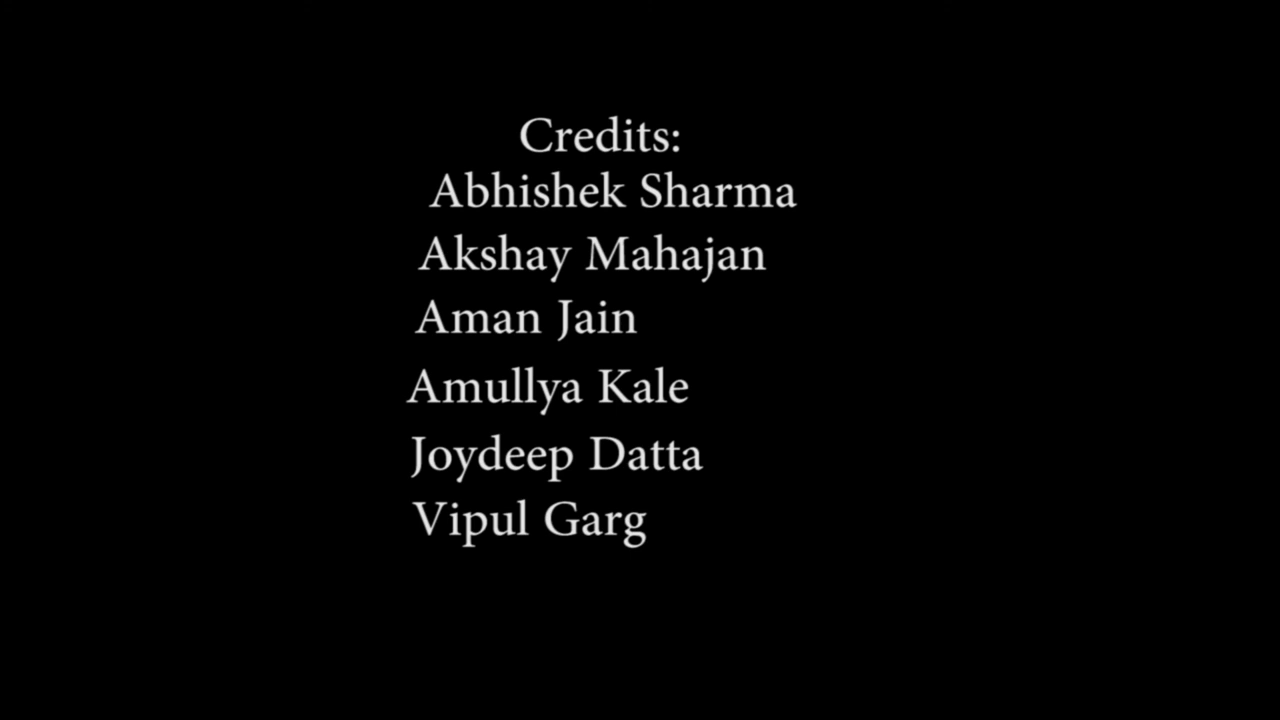 Credits:
Abhishek Sharma
Akshay Mahajan
Aman Jain
Amullya Kale
Joydeep Datta
Vipul Garg